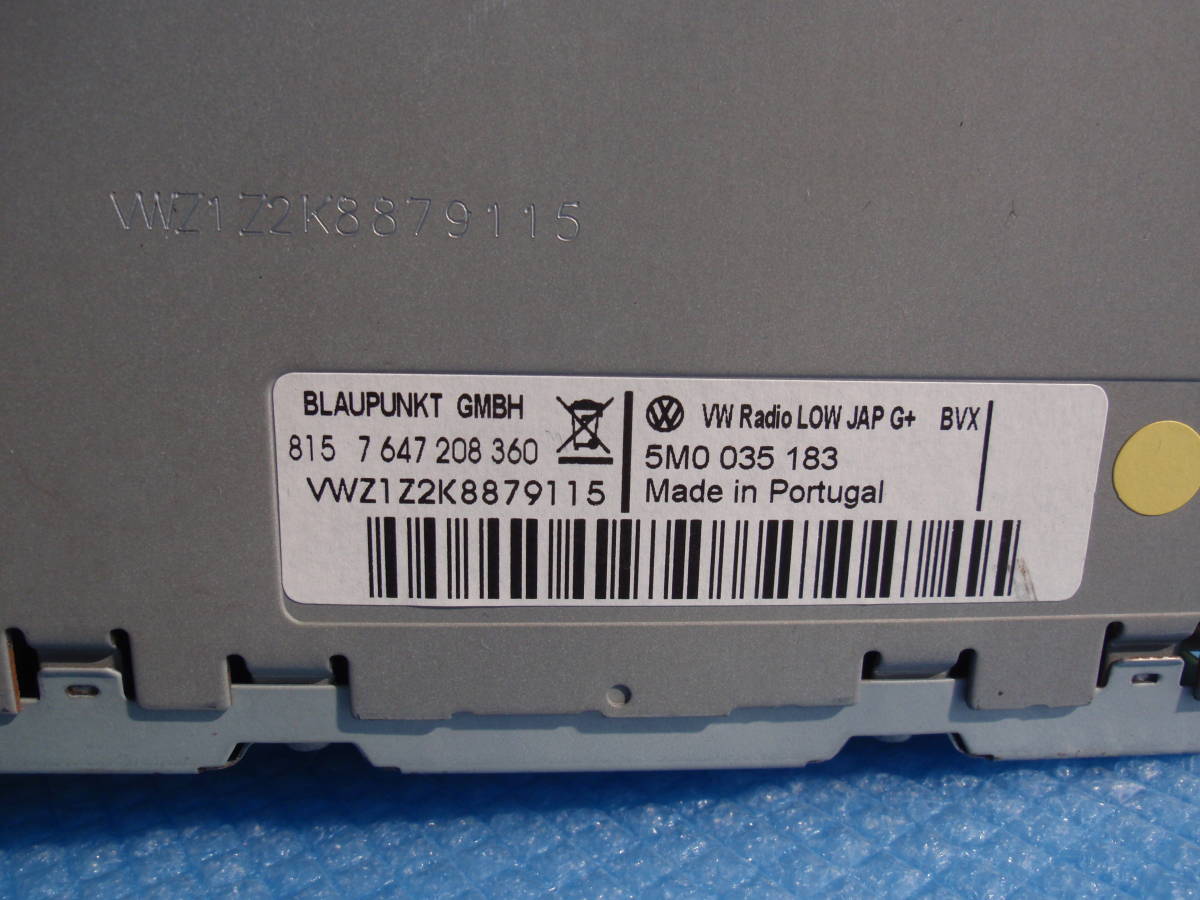 VWZ1Z2K8879115
BLAUPUNKT GMBH
815 7 647 208 360
VWZ1Z2K8879115
VW Radio LOW JAP G+ BVX
5M0 035 183
Made in Portugal